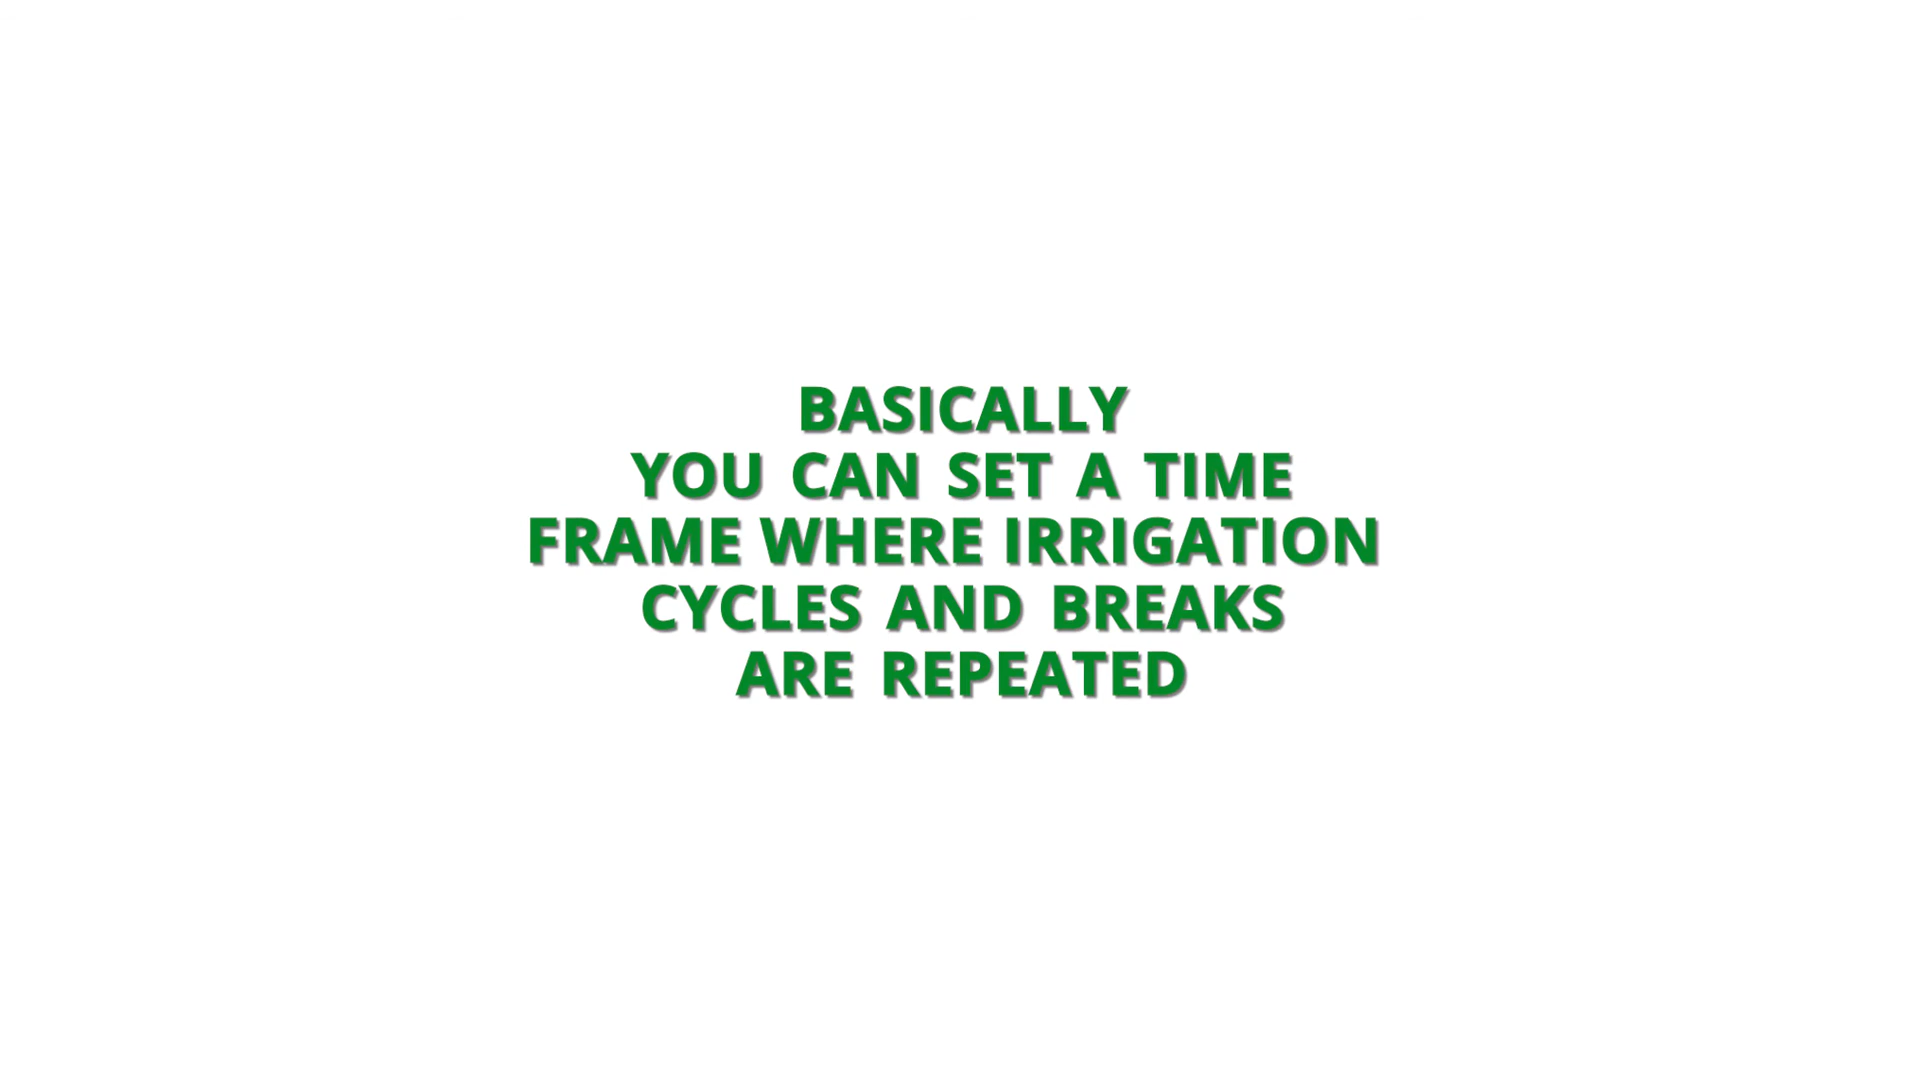 BASICALLY
YOU CAN SET A TIME
FRAME WHERE IRRIGATION
CYCLES AND BREAKS
ARE REPEATED